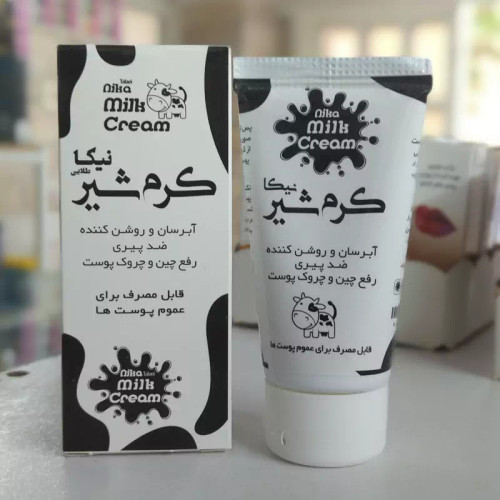 Nika طلایی
Milk
Cream
نیکا
طلایی
کرم شیر
آبرسان و روشن کننده
ضد پیری
رفع چین و چروک پوست
قابل مصرف برای
عموم پوست ها
Nika طلایی
Milk
Cream
Nika
Milk
Cream
نیکا
کرم شیر
آبرسان و روشن کننده
ضد پیری
رفع چین و چروک پوست
قابل مصرف برای عموم پوست ها